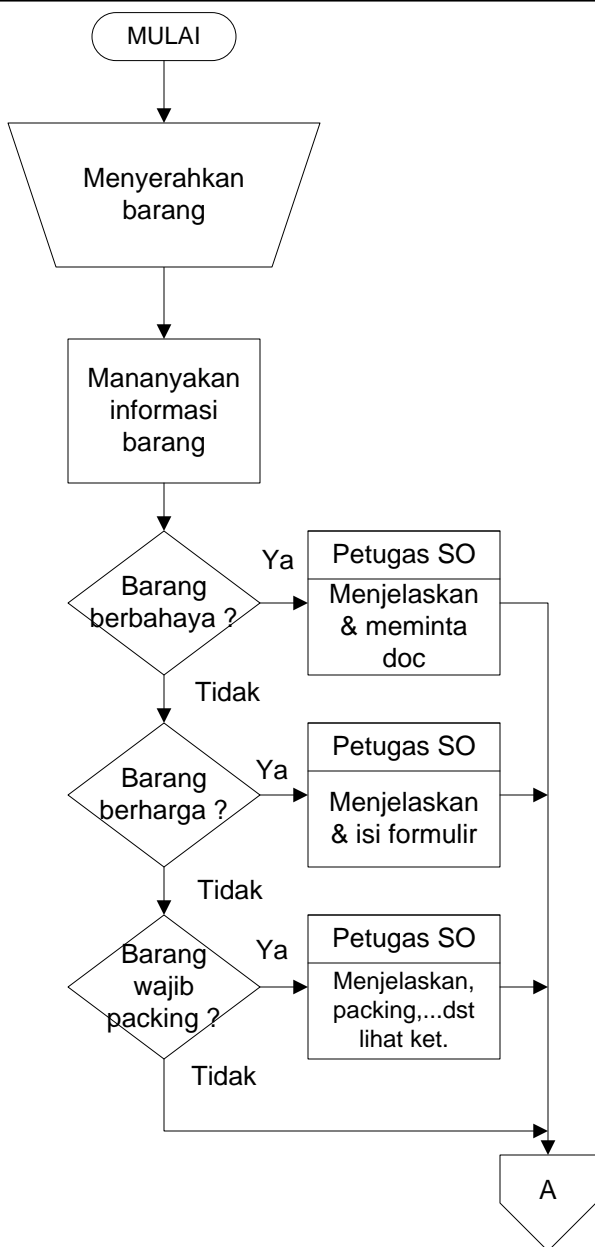 MULAI
Menyerahkan
barang
Mananyakan
informasi
barang
Barang
berbahaya ?
Ya
Petugas SO
Menjelaskan
& meminta
doc
Tidak
Barang
berharga ?
Ya
Petugas SO
Menjelaskan
& isi formulir
Tidak
Barang
wajib
packing ?
Ya
Petugas SO
Menjelaskan,
packing,...dst
lihat ket.
Tidak
A